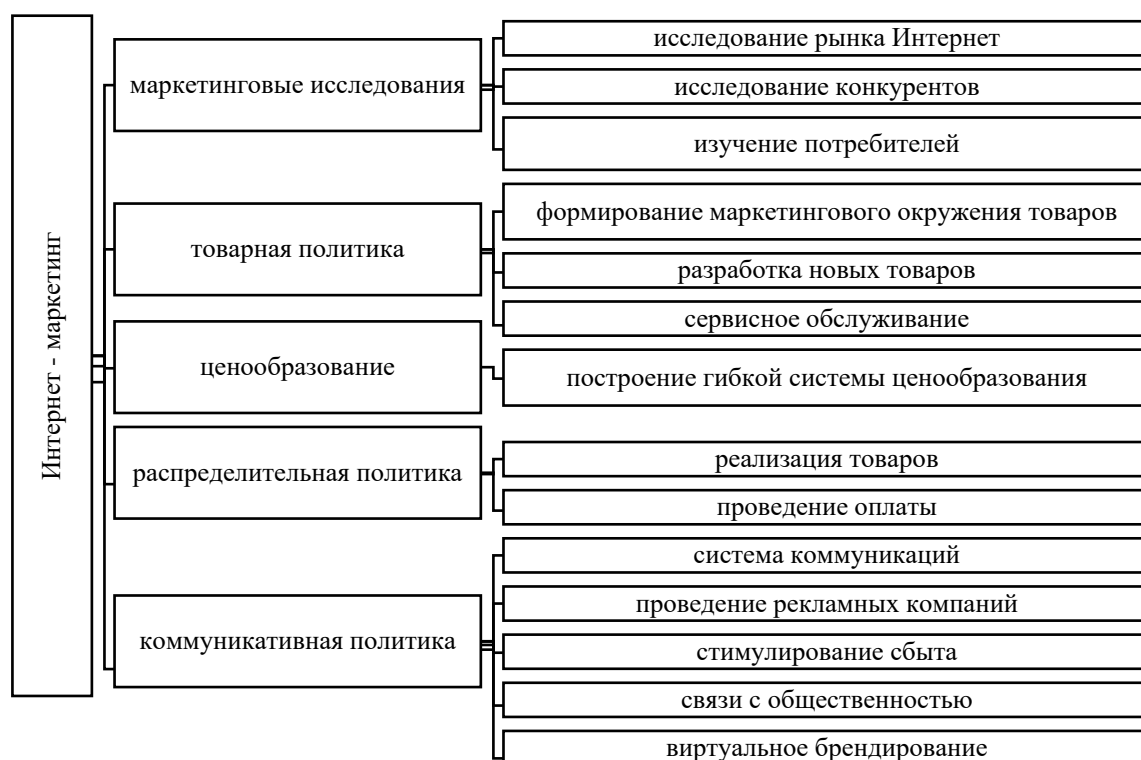 Интернет - маркетинг
маркетинговые исследования
исследование рынка Интернет
исследование конкурентов
изучение потребителей
товарная политика
формирование маркетингового окружения товаров
разработка новых товаров
сервисное обслуживание
ценообразование
построение гибкой системы ценообразования
распределительная политика
реализация товаров
проведение оплаты
коммуникативная политика
система коммуникаций
проведение рекламных компаний
стимулирование сбыта
связи с общественностью
виртуальное брендирование